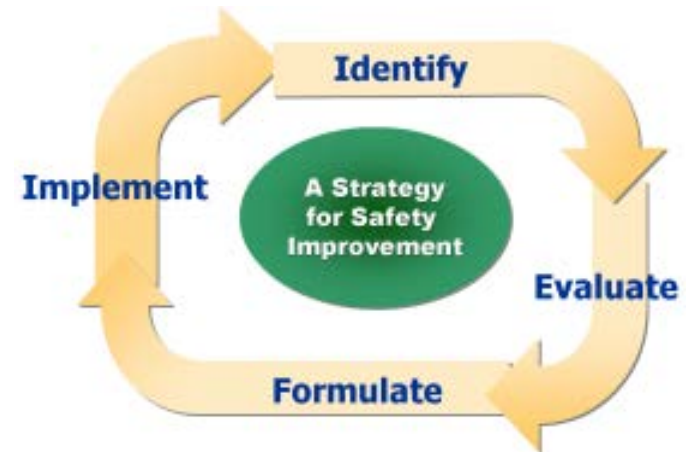 Identify
A Strategy
for Safety
Improvement
Implement
Evaluate
Formulate